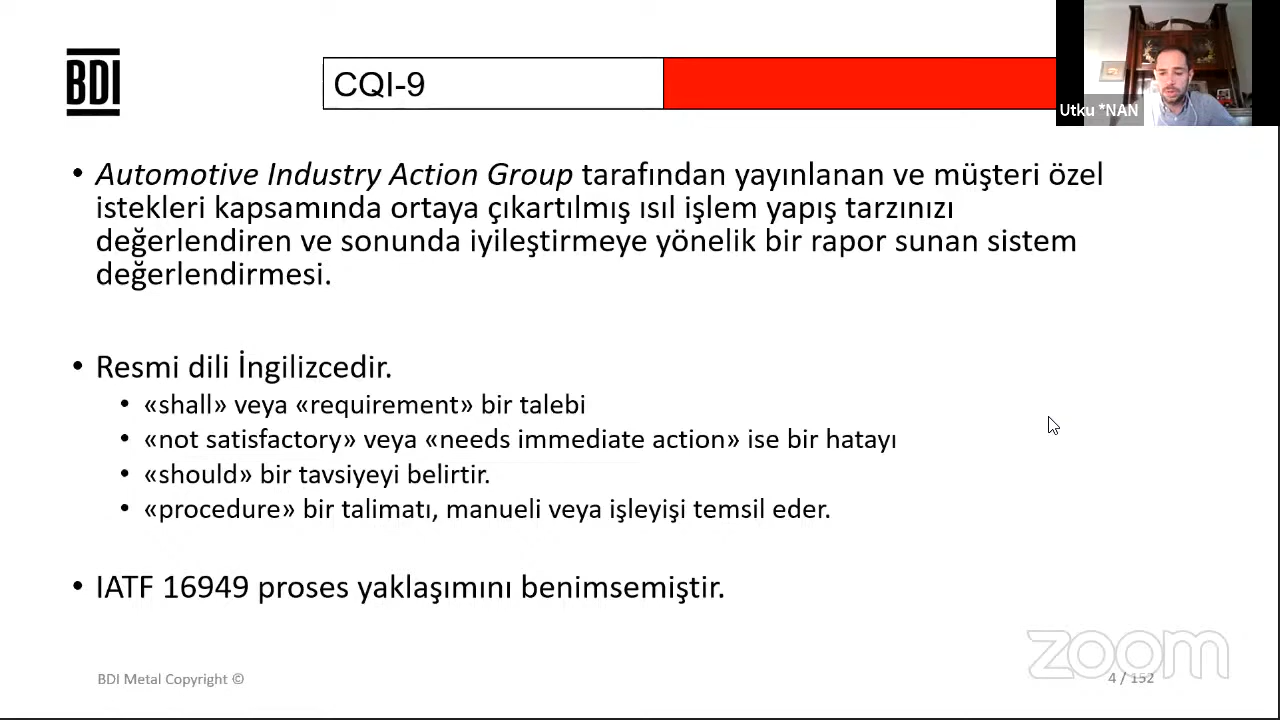 BDI
CQI-9
Utku *NAN
• Automotive Industry Action Group tarafından yayınlanan ve müşteri özel
istekleri kapsamında ortaya çıkartılmış ısıl işlem yapış tarzınızı
değerlendiren ve sonunda iyileştirmeye yönelik bir rapor sunan sistem
değerlendirmesi.
• Resmi dili İngilizcedir.
• «shall» veya «requirement» bir talebi
• «not satisfactory» veya «needs immediate action» ise bir hatayı
• «should» bir tavsiyeyi belirtir.
• «procedure» bir talimatı, manueli veya işleyişi temsil eder.
• IATF 16949 proses yaklaşımını benimsemiştir.
zoom
BDI Metal Copyright ©
4 / 152